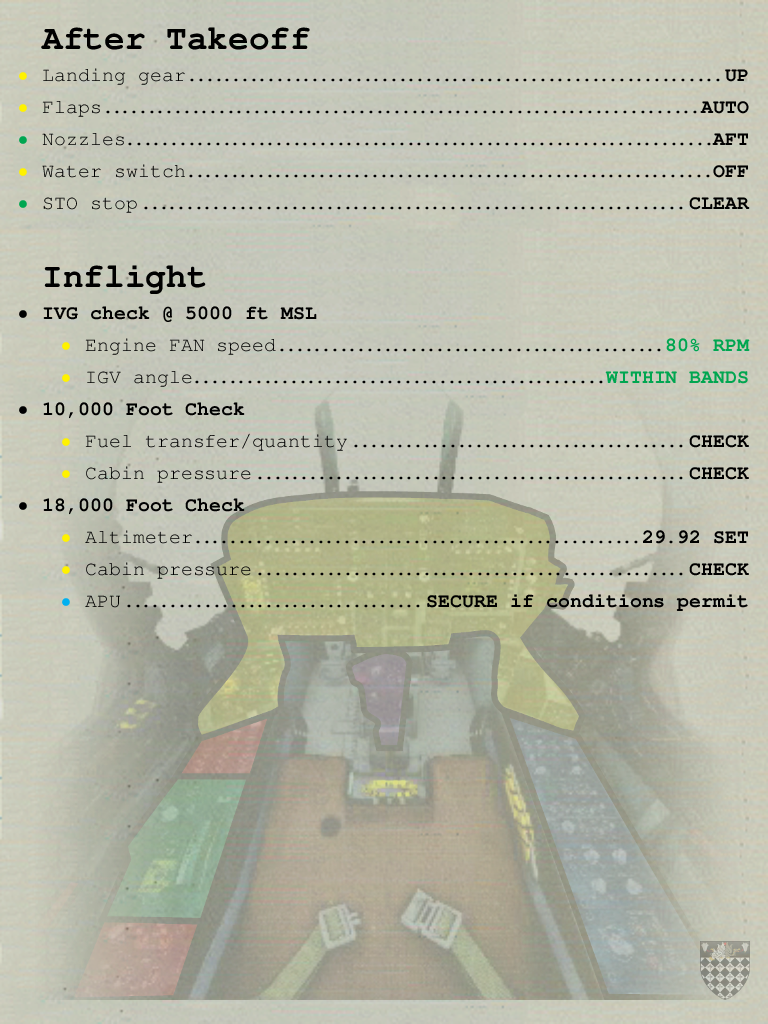 After Takeoff
● Landing gear............................................................UP
● Flaps...................................................................AUTO
● Nozzles.................................................................AFT
● Water switch............................................................OFF
● STO stop................................................................CLEAR
Inflight
● IVG check @ 5000 ft MSL
● Engine FAN speed............................................80% RPM
● IGV angle...............................................WITHIN BANDS
● 10,000 Foot Check
● Fuel transfer/quantity......................................CHECK
● Cabin pressure................................................CHECK
● 18,000 Foot Check
● Altimeter...................................................29.92 SET
● Cabin pressure................................................CHECK
● APU..................................SECURE if conditions permit